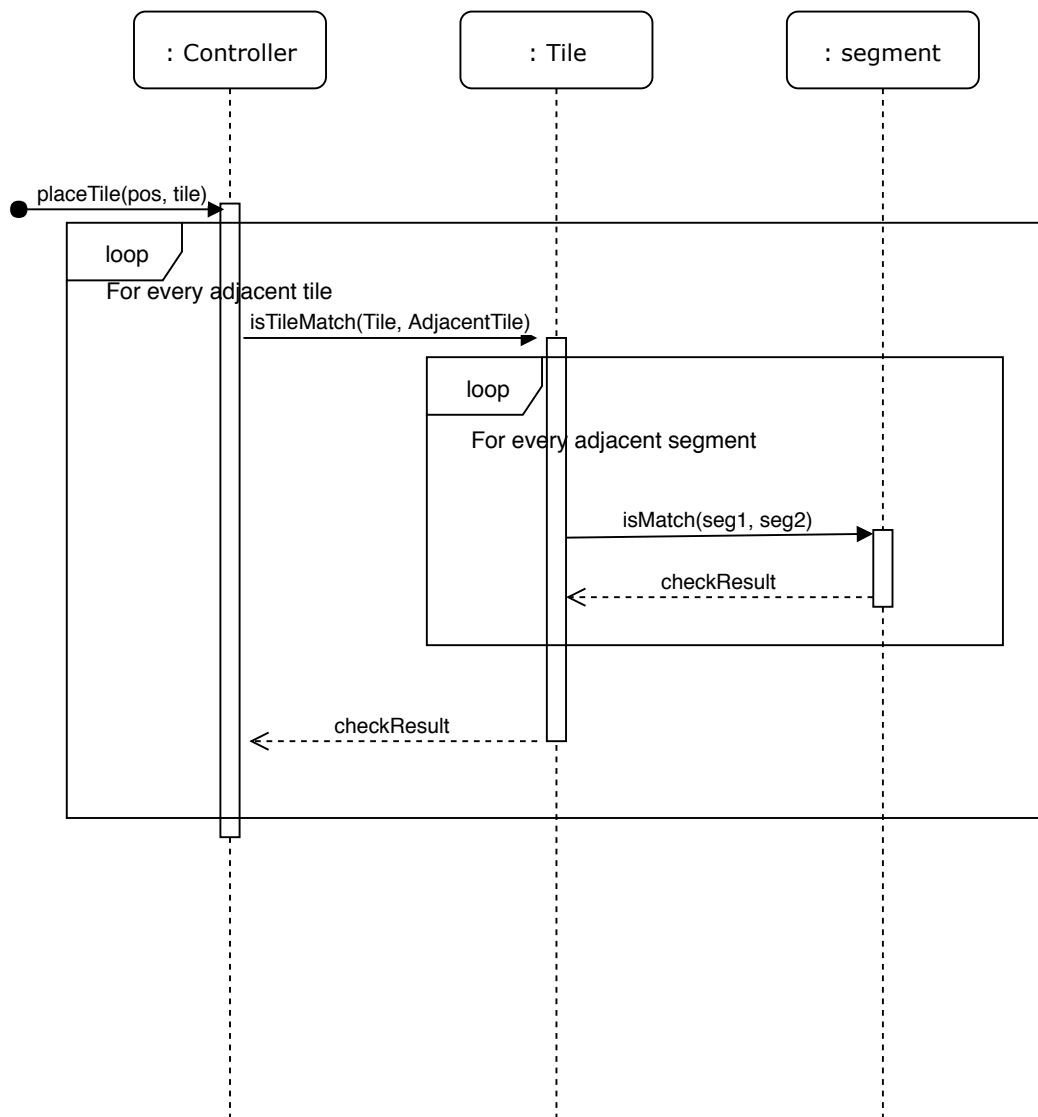 : Controller
: Tile
: segment
placeTile(pos, tile)
loop
For every adjacent tile
isTileMatch(Tile, AdjacentTile)
loop
For every adjacent segment
isMatch(seg1, seg2)
checkResult
checkResult